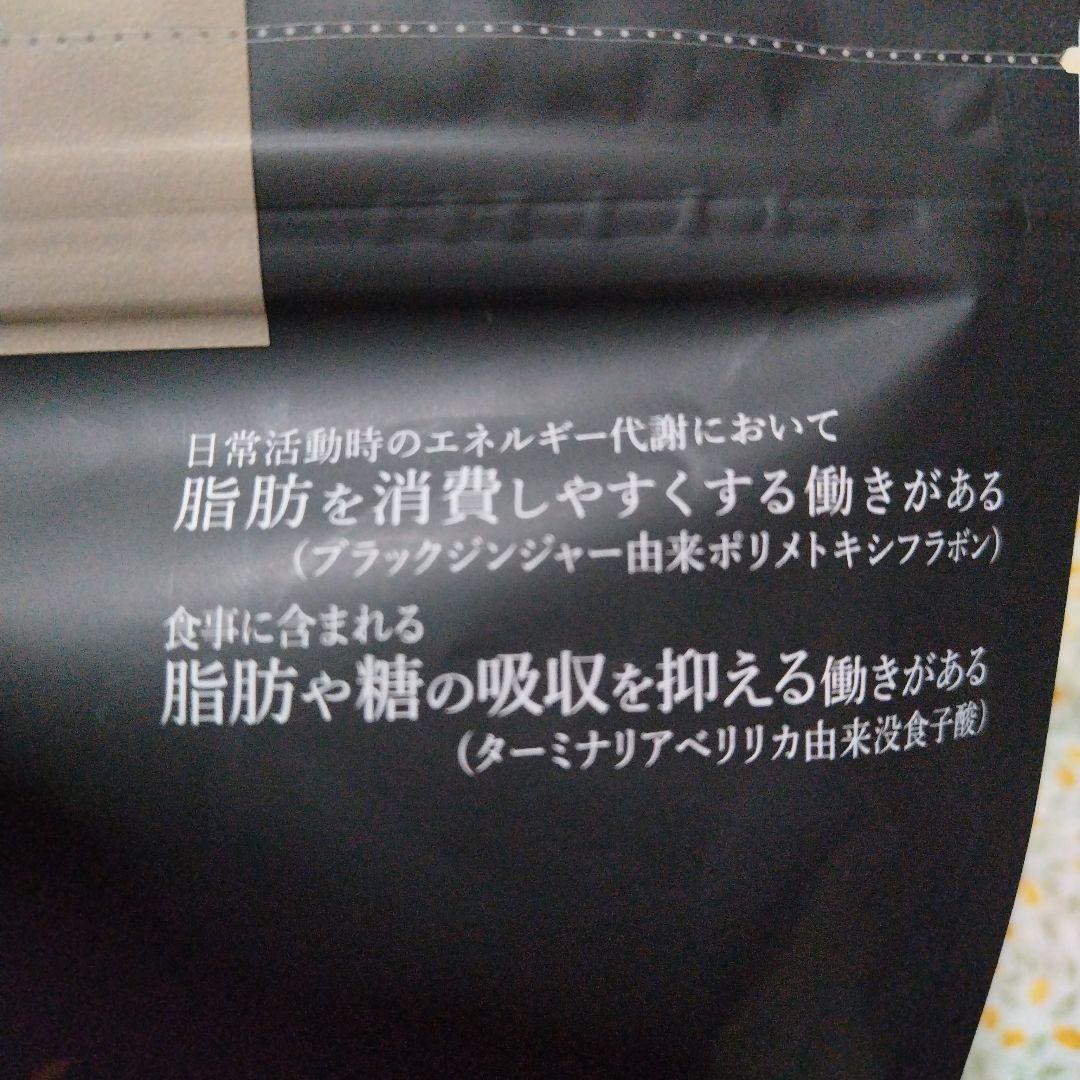 日常活動時のエネルギー代謝において
脂肪を消費しやすくする働きがある
（ブラックジンジャー由来ポリメトキシフラボン）
食事に含まれる
脂肪や糖の吸収を抑える働きがある
（ターミナリアベリリカ由来没食子酸）